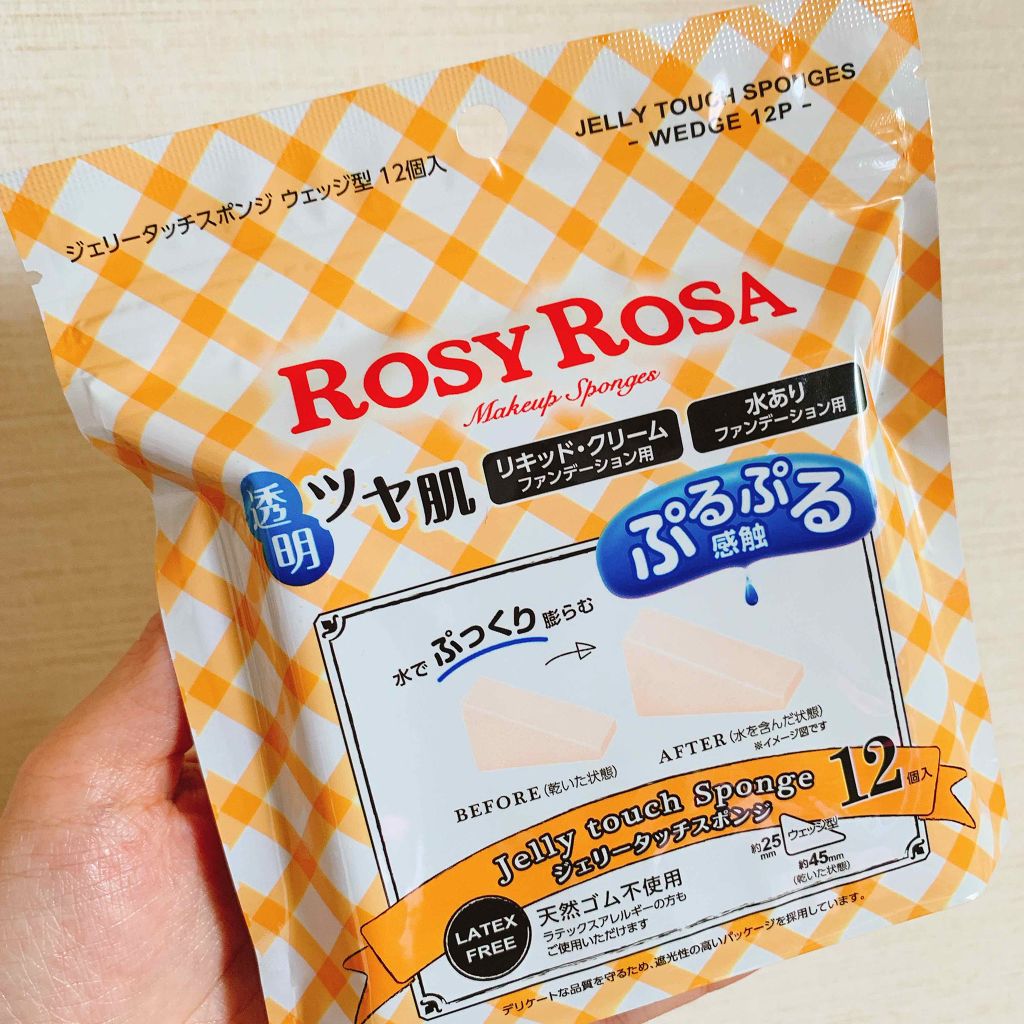 JELLY TOUCH SPONGES
- WEDGE 12P -
ジェリータッチスポンジ ウェッジ型 12個入
ROSY ROSA
Makeup Sponges
透明
ツヤ肌
リキッド・クリーム
ファンデーション用
水あり
ファンデーション用
ぷるぷる
感触
水でぷっくり膨らむ
BEFORE(乾いた状態)
AFTER(水を含んだ状態)
※イメージ図です
Jelly touch Sponge
ジェリータッチスポンジ
12個入
約25mm
ウェッジ型
約45mm
(乾いた状態)
LATEX
FREE
天然ゴム不使用
ラテックスアレルギーの方も
ご使用いただけます
デリケートな品質を守るため、遮光性の高いパッケージを採用しています。